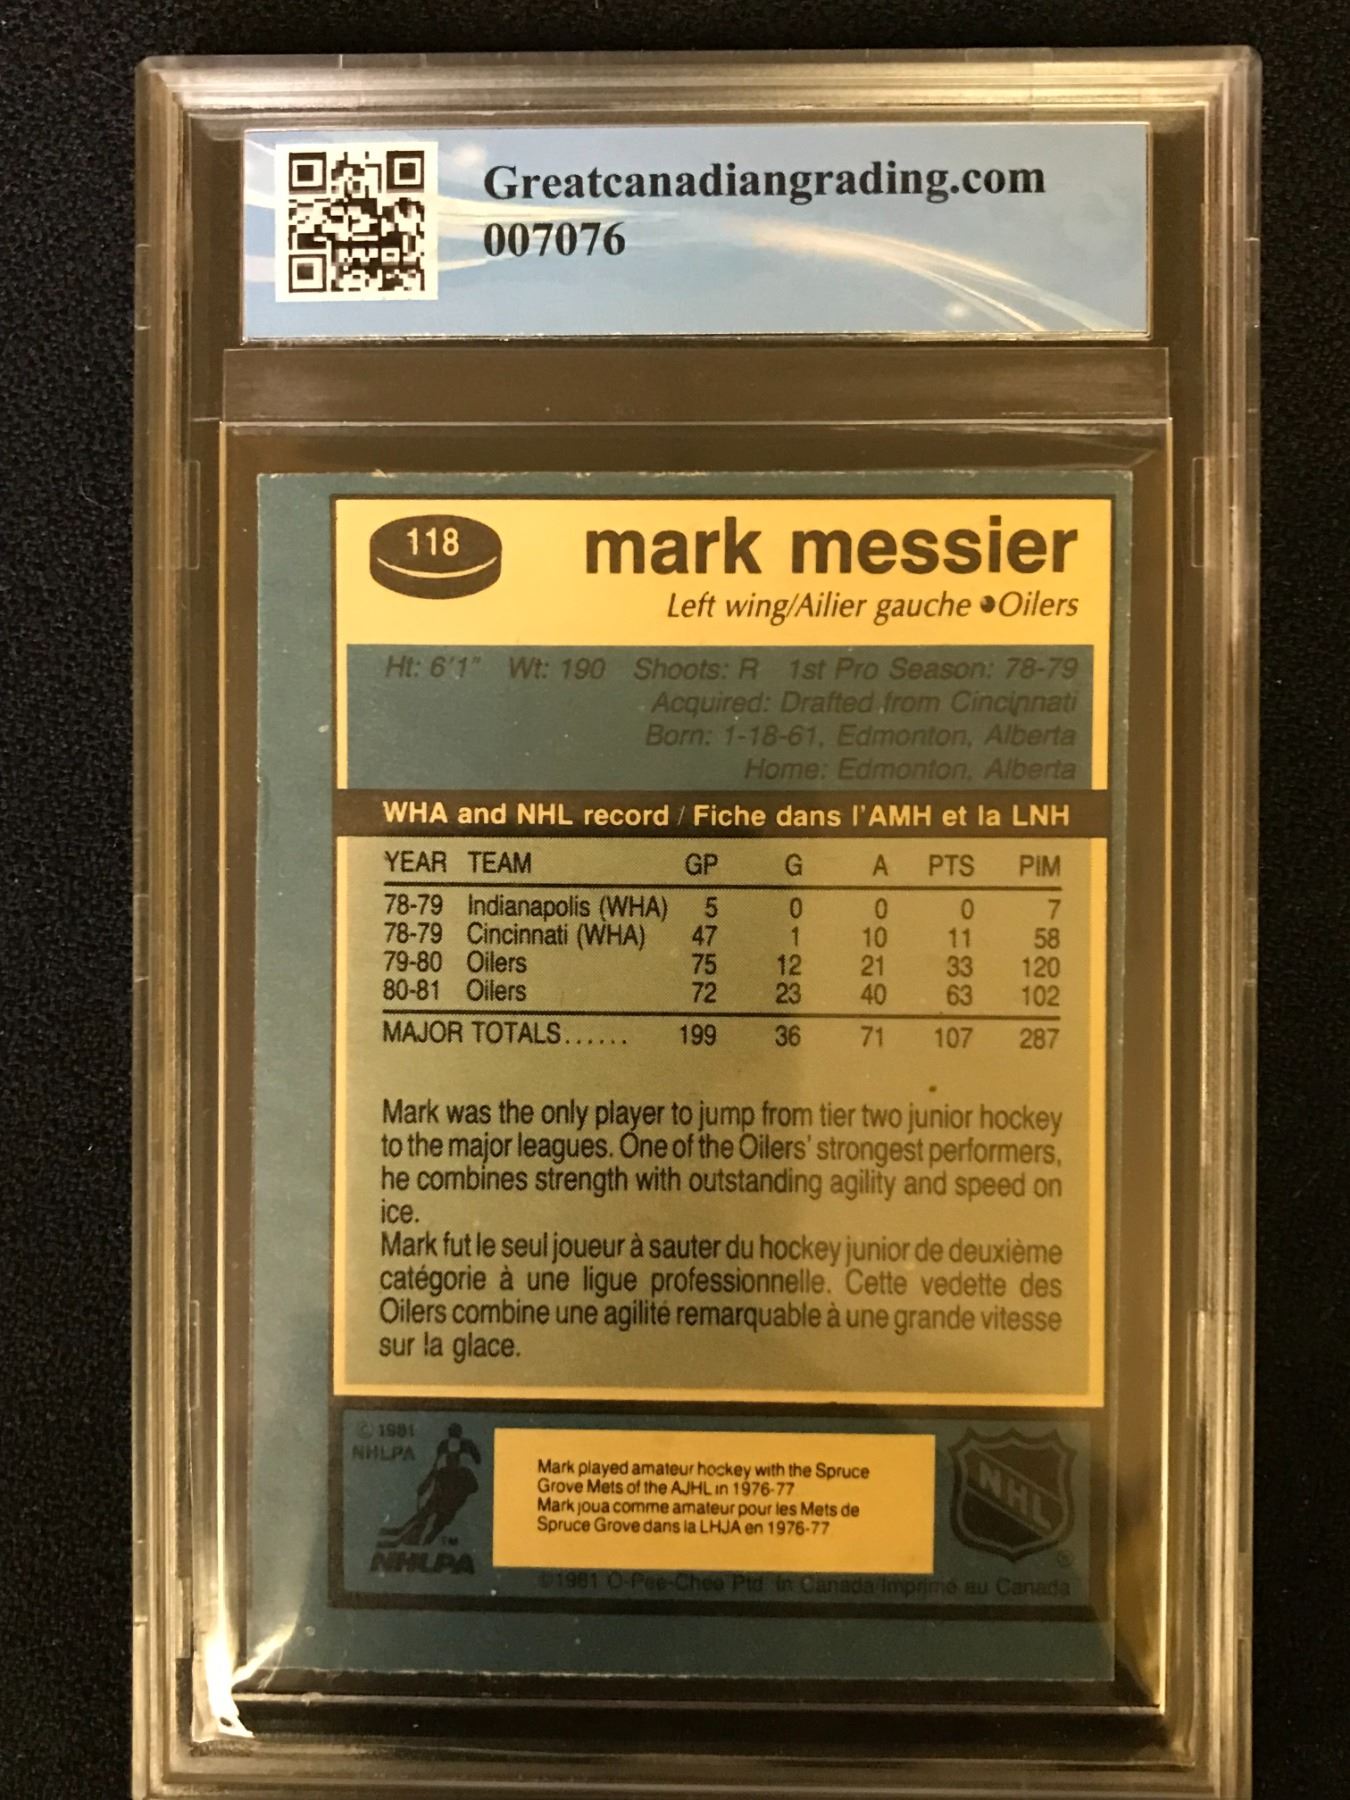 Greatcanadiangrading.com
007076
118
mark messier
Left wing/Ailier gauche •Oilers
Ht: 6'1" Wt: 190 Shoots: R 1st Pro Season: 78-79
Acquired: Drafted from Cincinnati
Born: 1-18-61, Edmonton, Alberta
Home: Edmonton, Alberta
WHA and NHL record / Fiche dans l'AMH et la LNH
YEAR TEAM GP G A PTS PIM
78-79 Indianapolis (WHA) 5 0 0 0 7
78-79 Cincinnati (WHA) 47 1 10 11 58
79-80 Oilers 75 12 21 33 120
80-81 Oilers 72 23 40 63 102
MAJOR TOTALS...... 199 36 71 107 287
Mark was the only player to jump from tier two junior hockey
to the major leagues. One of the Oilers' strongest performers,
he combines strength with outstanding agility and speed on
ice.
Mark fut le seul joueur à sauter du hockey junior de deuxième
catégorie à une ligue professionnelle. Cette vedette des
Oilers combine une agilité remarquable à une grande vitesse
sur la glace.
© 1981
NHLPA
TM
NHLPA
Mark played amateur hockey with the Spruce
Grove Mets of the AJHL in 1976-77
Mark joua comme amateur pour les Mets de
Spruce Grove dans la LHJA en 1976-77
NHL
®
©1981 O-Pee-Chee Ptd. in Canada/Imprimé au Canada